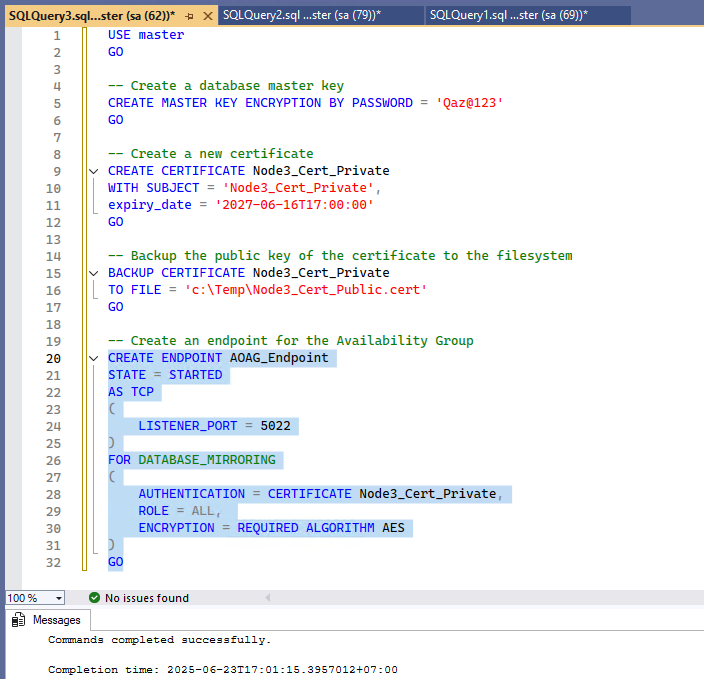 SQLQuery3.sql...ster (sa (62))* SQLQuery2.sql ...ster (sa (79))* SQLQuery1.sql ...ster (sa (69))*
1 USE master
2 GO
3
4 -- Create a database master key
5 CREATE MASTER KEY ENCRYPTION BY PASSWORD = 'Qaz@123'
6 GO
7
8 -- Create a new certificate
9 CREATE CERTIFICATE Node3_Cert_Private
10 WITH SUBJECT = 'Node3_Cert_Private',
11 expiry_date = '2027-06-16T17:00:00'
12 GO
13
14 -- Backup the public key of the certificate to the filesystem
15 BACKUP CERTIFICATE Node3_Cert_Private
16 TO FILE = 'c:\Temp\Node3_Cert_Public.cert'
17 GO
18
19 -- Create an endpoint for the Availability Group
20 CREATE ENDPOINT AOAG_Endpoint
21 STATE = STARTED
22 AS TCP
23 (
24 LISTENER_PORT = 5022
25 )
26 FOR DATABASE_MIRRORING
27 (
28 AUTHENTICATION = CERTIFICATE Node3_Cert_Private,
29 ROLE = ALL,
30 ENCRYPTION = REQUIRED ALGORITHM AES
31 )
32 GO
100 % No issues found
Messages
Commands completed successfully.
Completion time: 2025-06-23T17:01:15.3957012+07:00